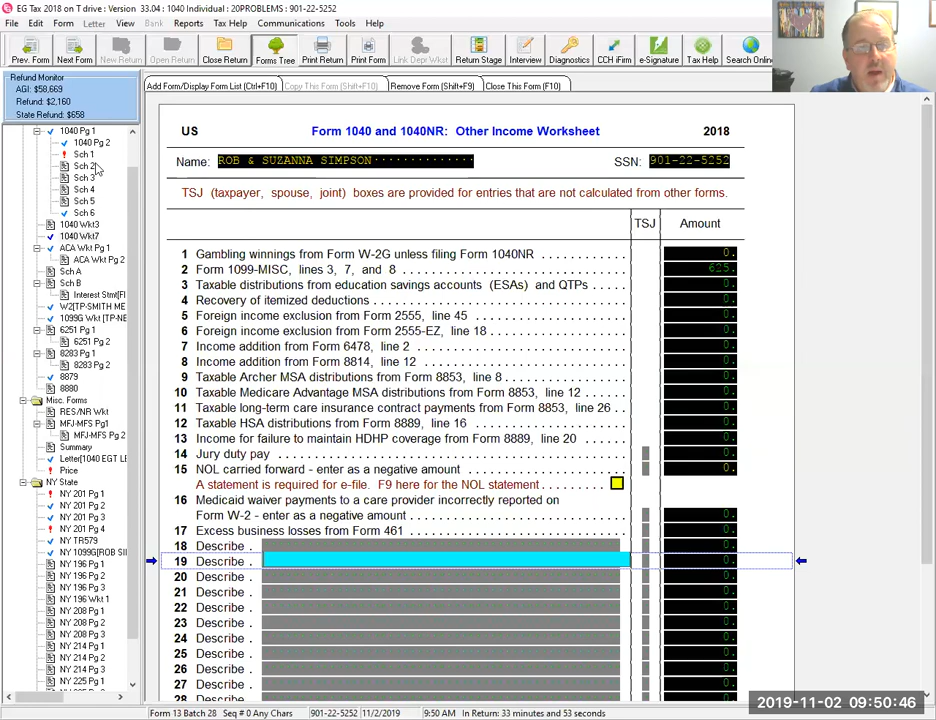 EG Tax 2018 on T drive : Version : 33.04 : 1040 Individual : 20PROBLEMS : 901-22-5252
File Edit Form Letter View Bank Reports Tax Help Communications Tools Help
Prev. Form Next Form New Return Open Return Close Return Forms Tree Print Return Print Form Link Depr Wkst Return Stage Interview Diagnostics CCH iFirm e-Signature Tax Help Search Online
Refund Monitor
AGI: $58,669
Refund: $2,160
State Refund: $658
Add Form/Display Form List (Ctrl+F10) Copy This Form (Shift+F10) Remove Form (Shift+F9) Close This Form (F10)
1040 Pg 1
1040 Pg 2
Sch 1
Sch 2
Sch 3
Sch 4
Sch 5
Sch 6
1040 Wkt3
1040 Wkt7
ACA Wkt Pg 1
ACA Wkt Pg 2
Sch A
Sch B
Interest Stmt[FI
W2[TP-SMITH ME
1099G Wkt [TP-NE
6251 Pg 1
6251 Pg 2
8283 Pg 1
8283 Pg 2
8879
8880
Misc. Forms
RES/NR Wkt
MFJ-MFS Pg1
MFJ-MFS Pg 2
Summary
Letter[1040 EGT LE
Price
NY State
NY 201 Pg 1
NY 201 Pg 2
NY 201 Pg 3
NY 201 Pg 4
NY TR579
NY 1099G[ROB SI
NY 196 Pg 1
NY 196 Pg 2
NY 196 Pg 3
NY 196 Wkt 1
NY 208 Pg 1
NY 208 Pg 2
NY 208 Pg 3
NY 214 Pg 1
NY 214 Pg 2
NY 214 Pg 3
US Form 1040 and 1040NR: Other Income Worksheet 2018
Name: ROB & SUZANNA SIMPSON SSN: 901-22-5252
TSJ (taxpayer, spouse, joint) boxes are provided for entries that are not calculated from other forms.
TSJ Amount
1 Gambling winnings from Form W-2G unless filing Form 1040NR 0.
2 Form 1099-MISC, lines 3, 7, and 8 625.
3 Taxable distributions from education savings accounts (ESAs) and QTPs 0.
4 Recovery of itemized deductions 0.
5 Foreign income exclusion from Form 2555, line 45 0.
6 Foreign income exclusion from Form 2555-EZ, line 18 0.
7 Income addition from Form 6478, line 2 0.
8 Income addition from Form 8814, line 12 0.
9 Taxable Archer MSA distributions from Form 8853, line 8 0.
10 Taxable Medicare Advantage MSA distributions from Form 8853, line 12 0.
11 Taxable long-term care insurance contract payments from Form 8853, line 26 0.
12 Taxable HSA distributions from Form 8889, line 16 0.
13 Income for failure to maintain HDHP coverage from Form 8889, line 20 0.
14 Jury duty pay 0.
15 NOL carried forward - enter as a negative amount 0.
A statement is required for e-file. F9 here for the NOL statement
16 Medicaid waiver payments to a care provider incorrectly reported on
Form W-2 - enter as a negative amount 0.
17 Excess business losses from Form 461 0.
18 Describe . 0.
19 Describe . 0.
20 Describe . 0.
21 Describe . 0.
22 Describe . 0.
23 Describe . 0.
24 Describe . 0.
25 Describe . 0.
26 Describe . 0.
27 Describe . 0.
28 Describe
Form 13 Batch 28 Seq # 0 Any Chars 901-22-5252 11/2/2019 9:50 AM In Return: 33 minutes and 53 seconds
2019-11-02 09:50:46